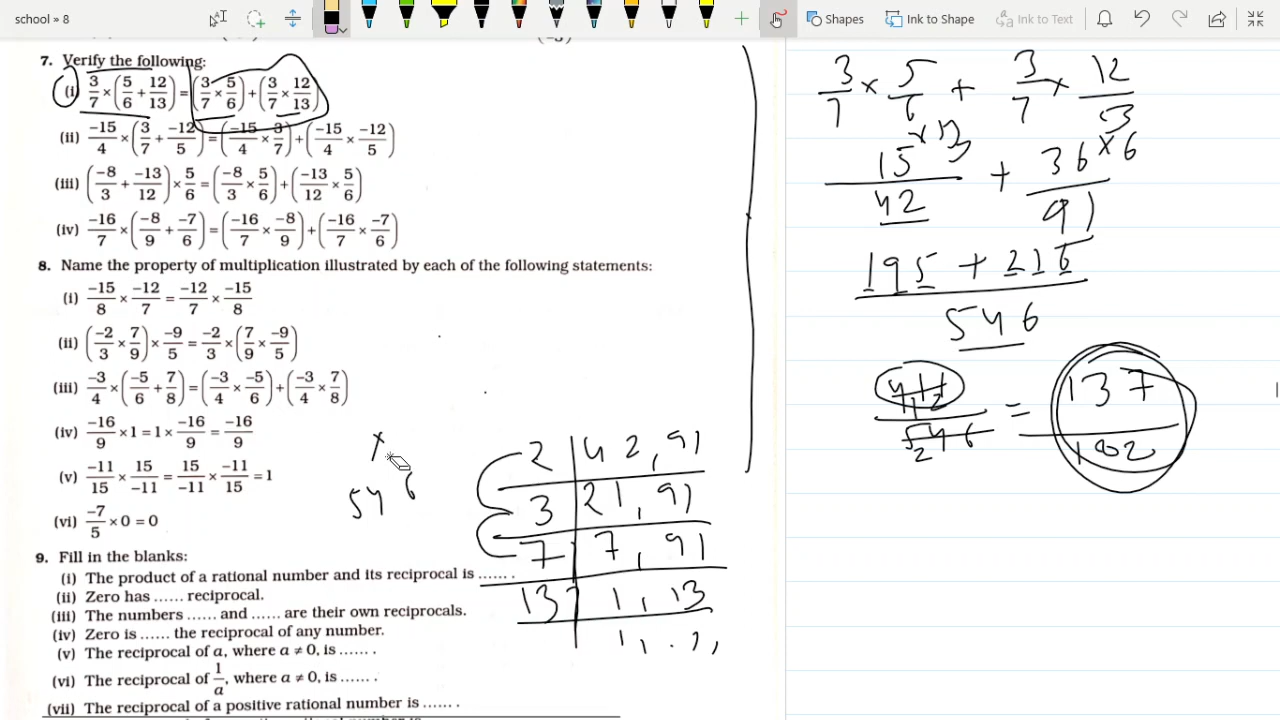 school » 8
Shapes Ink to Shape Ink to Text
7. Verify the following:
(i) 3/7 × (5/6 + 12/13) = (3/7 × 5/6) + (3/7 × 12/13)
(ii) -15/4 × (3/7 + -12/5) = (-15/4 × 3/7) + (-15/4 × -12/5)
(iii) (-8/3 + -13/12) × 5/6 = (-8/3 × 5/6) + (-13/12 × 5/6)
(iv) -16/7 × (-8/9 + -7/6) = (-16/7 × -8/9) + (-16/7 × -7/6)
8. Name the property of multiplication illustrated by each of the following statements:
(i) -15/8 × -12/7 = -12/7 × -15/8
(ii) (-2/3 × 7/9) × -9/5 = -2/3 × (7/9 × -9/5)
(iii) -3/4 × (-5/6 + 7/8) = (-3/4 × -5/6) + (-3/4 × 7/8)
(iv) -16/9 × 1 = 1 × -16/9 = -16/9
(v) -11/15 × 15/-11 = 15/-11 × -11/15 = 1
(vi) -7/5 × 0 = 0
9. Fill in the blanks:
(i) The product of a rational number and its reciprocal is ...... .
(ii) Zero has ...... reciprocal.
(iii) The numbers ...... and ...... are their own reciprocals.
(iv) Zero is ...... the reciprocal of any number.
(v) The reciprocal of a, where a ≠ 0, is ...... .
(vi) The reciprocal of 1/a, where a ≠ 0, is ...... .
(vii) The reciprocal of a positive rational number is ...... .
×
546
2 | 42, 91
3 | 21, 91
7 | 7, 91
13 | 1, 13
3/7 × 5/6 + 3/7 × 12/13
15/42 × 13 + 36/91 × 6
195 + 216
546
= 137/182